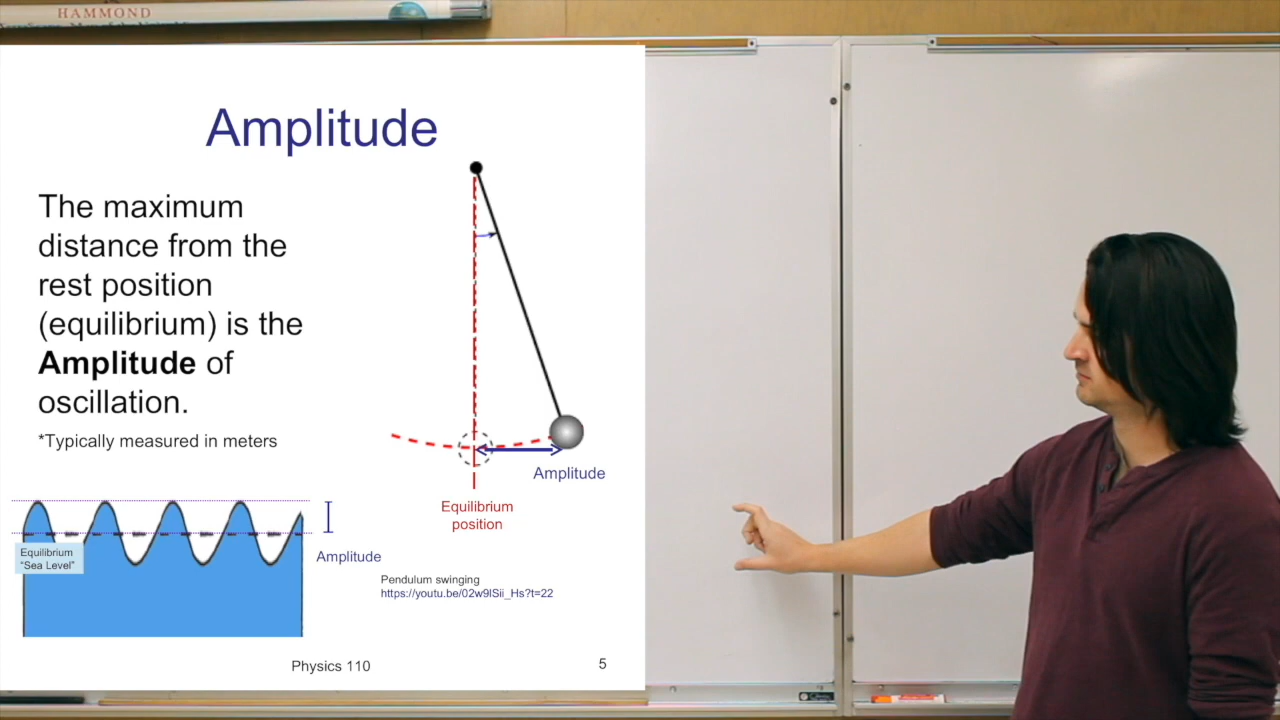 HAMMOND
Amplitude
The maximum
distance from the
rest position
(equilibrium) is the
Amplitude of
oscillation.
*Typically measured in meters
Amplitude
Equilibrium
position
Equilibrium
"Sea Level"
Amplitude
Pendulum swinging
https://youtu.be/02w9lSii_Hs?t=22
Physics 110
5